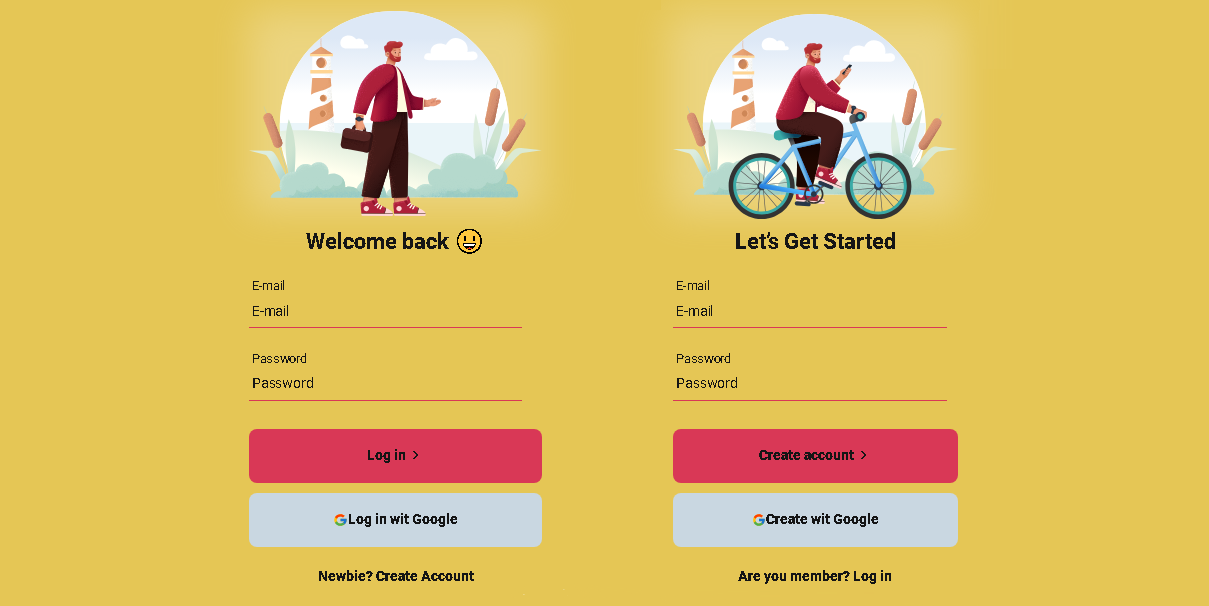 Welcome back 😃
E-mail
E-mail
Password
Password
Log in >
Log in wit Google
Newbie? Create Account
Let's Get Started
E-mail
E-mail
Password
Password
Create account >
Create wit Google
Are you member? Log in